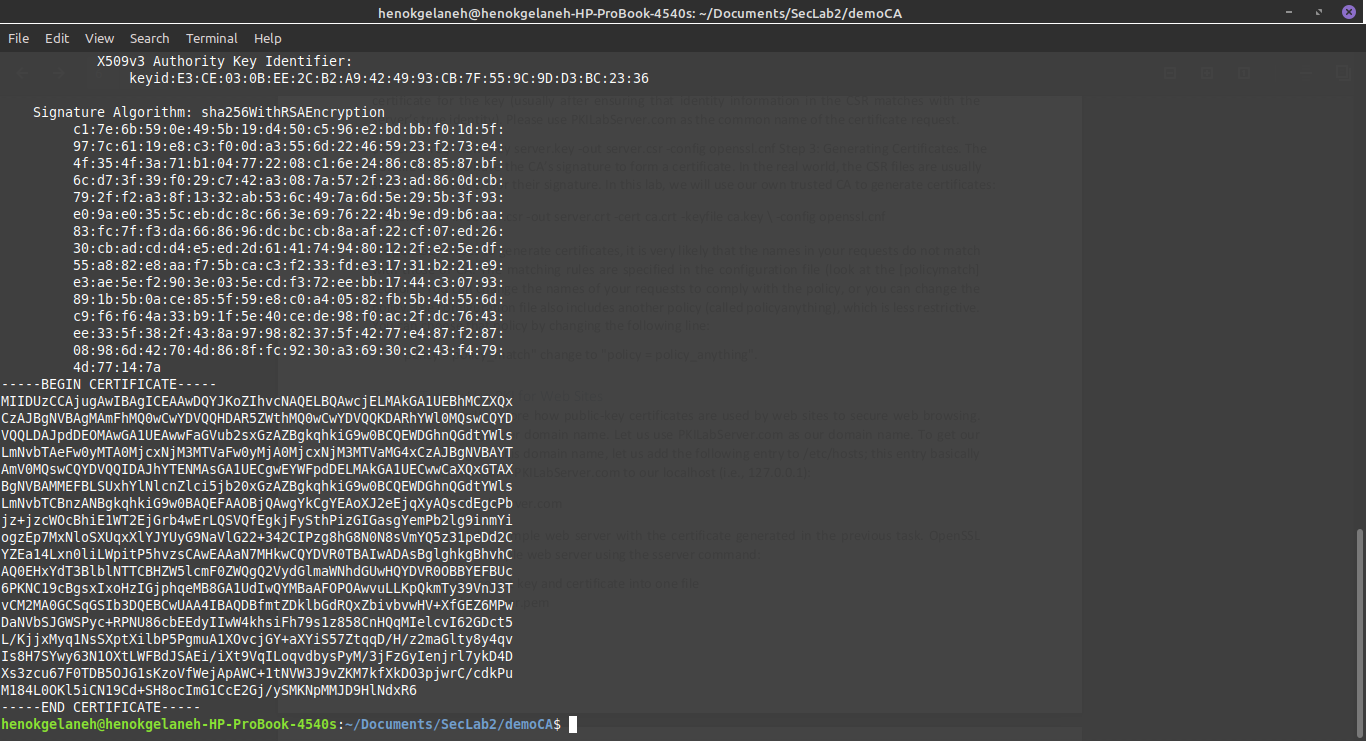 henokgelaneh@henokgelaneh-HP-ProBook-4540s: ~/Documents/SecLab2/demoCA
File Edit View Search Terminal Help
X509v3 Authority Key Identifier:
keyid:E3:CE:03:0B:EE:2C:B2:A9:42:49:93:CB:7F:55:9C:9D:D3:BC:23:36
Signature Algorithm: sha256WithRSAEncryption
c1:7e:6b:59:0e:49:5b:19:d4:50:c5:96:e2:bd:bb:f0:1d:5f:
97:7c:61:19:e8:c3:f0:0d:a3:55:6d:22:46:59:23:f2:73:e4:
4f:35:4f:3a:71:b1:04:77:22:08:c1:6e:24:86:c8:85:87:bf:
6c:d7:3f:39:f0:29:c7:42:a3:08:7a:57:2f:23:ad:86:0d:cb:
79:2f:f2:a3:8f:13:32:ab:53:6c:49:7a:6d:5e:29:5b:3f:93:
e0:9a:e0:35:5c:eb:dc:8c:66:3e:69:76:22:4b:9e:d9:b6:aa:
83:fc:7f:f3:da:66:86:96:dc:bc:cb:8a:af:22:cf:07:ed:26:
30:cb:ad:cd:d4:e5:ed:2d:61:41:74:94:80:12:2f:e2:5e:df:
55:a8:82:e8:aa:f7:5b:ca:c3:f2:33:fd:e3:17:31:b2:21:e9:
e3:ae:5e:f2:90:3e:03:5e:cd:f3:72:ee:bb:17:44:c3:07:93:
89:1b:5b:0a:ce:85:5f:59:e8:c0:a4:05:82:fb:5b:4d:55:6d:
c9:f6:f6:4a:33:b9:1f:5e:40:ce:de:98:f0:ac:2f:dc:76:43:
ee:33:5f:38:2f:43:8a:97:98:82:37:5f:42:77:e4:87:f2:87:
08:98:6d:42:70:4d:86:8f:fc:92:30:a3:69:30:c2:43:f4:79:
4d:77:14:7a
-----BEGIN CERTIFICATE-----
MIIDUzCCAjugAwIBAgICEAAwDQYJKoZIhvcNAQELBQAwcjELMAkGA1UEBhMCZXQx
CzAJBgNVBAgMAmFhMQ0wCwYDVQQHDAR5ZWthMQ0wCwYDVQQKDARhYWl0MQswCQYD
VQQLDAJpdDEOMAwGA1UEAwwFaGVub2sxGzAZBgkqhkiG9w0BCQEWDGhnQGdtYWls
LmNvbTAeFw0yMTA0MjcxNjM3MTVaFw0yMjA0MjcxNjM3MTVaMG4xCzAJBgNVBAYT
AmV0MQswCQYDVQQIDAJhYTENMAsGA1UECgwEYWFpdDELMAkGA1UECwwCaXQxGTAX
BgNVBAMMEFBLSUxhYlNlcnZlci5jb20xGzAZBgkqhkiG9w0BCQEWDGhnQGdtYWls
LmNvbTCBnzANBgkqhkiG9w0BAQEFAAOBjQAwgYkCgYEAoXJ2eEjqXyAQscdEgcPb
jz+jzcWOcBhiE1WT2EjGrb4wErLQSVQfEgkjFySthPizGIGasgYemPb2lg9inmYi
ogzEp7MxNloSXUqxXlYJYUyG9NaVlG22+342CIPzg8hG8N0N8sVmYQ5z31peDd2C
YZEa14Lxn0liLWpitP5hvzsCAwEAAaN7MHkwCQYDVR0TBAIwADAsBglghkgBhvhC
AQ0EHxYdT3BlblNTTCBHZW5lcmF0ZWQgQ2VydGlmaWNhdGUwHQYDVR0OBBYEFBUc
6PKNC19cBgsxIxoHzIGjphqeMB8GA1UdIwQYMBaAFOPOAwvuLLKpQkmTy39VnJ3T
vCM2MA0GCSqGSIb3DQEBCwUAA4IBAQDBfmtZDklbGdRQxZbivbvwHV+XfGEZ6MPw
DaNVbSJGWSPyc+RPNU86cbEEdyIIwW4khsiFh79s1z858CnHQqMIelcvI62GDct5
L/KjjxMyq1NsSXptXilbP5PgmuA1XOvcjGY+aXYiS57ZtqqD/H/z2maGlty8y4qv
Is8H7SYwy63N1OXtLWFBdJSAEi/iXt9VqILoqvdbysPyM/3jFzGyIenjrl7ykD4D
Xs3zcu67F0TDB5OJG1sKzoVfWejApAWC+1tNVW3J9vZKM7kfXkDO3pjwrC/cdkPu
M184L0OKl5iCN19Cd+SH8ocImG1CcE2Gj/ySMKNpMMJD9HlNdxR6
-----END CERTIFICATE-----
henokgelaneh@henokgelaneh-HP-ProBook-4540s:~/Documents/SecLab2/demoCA$